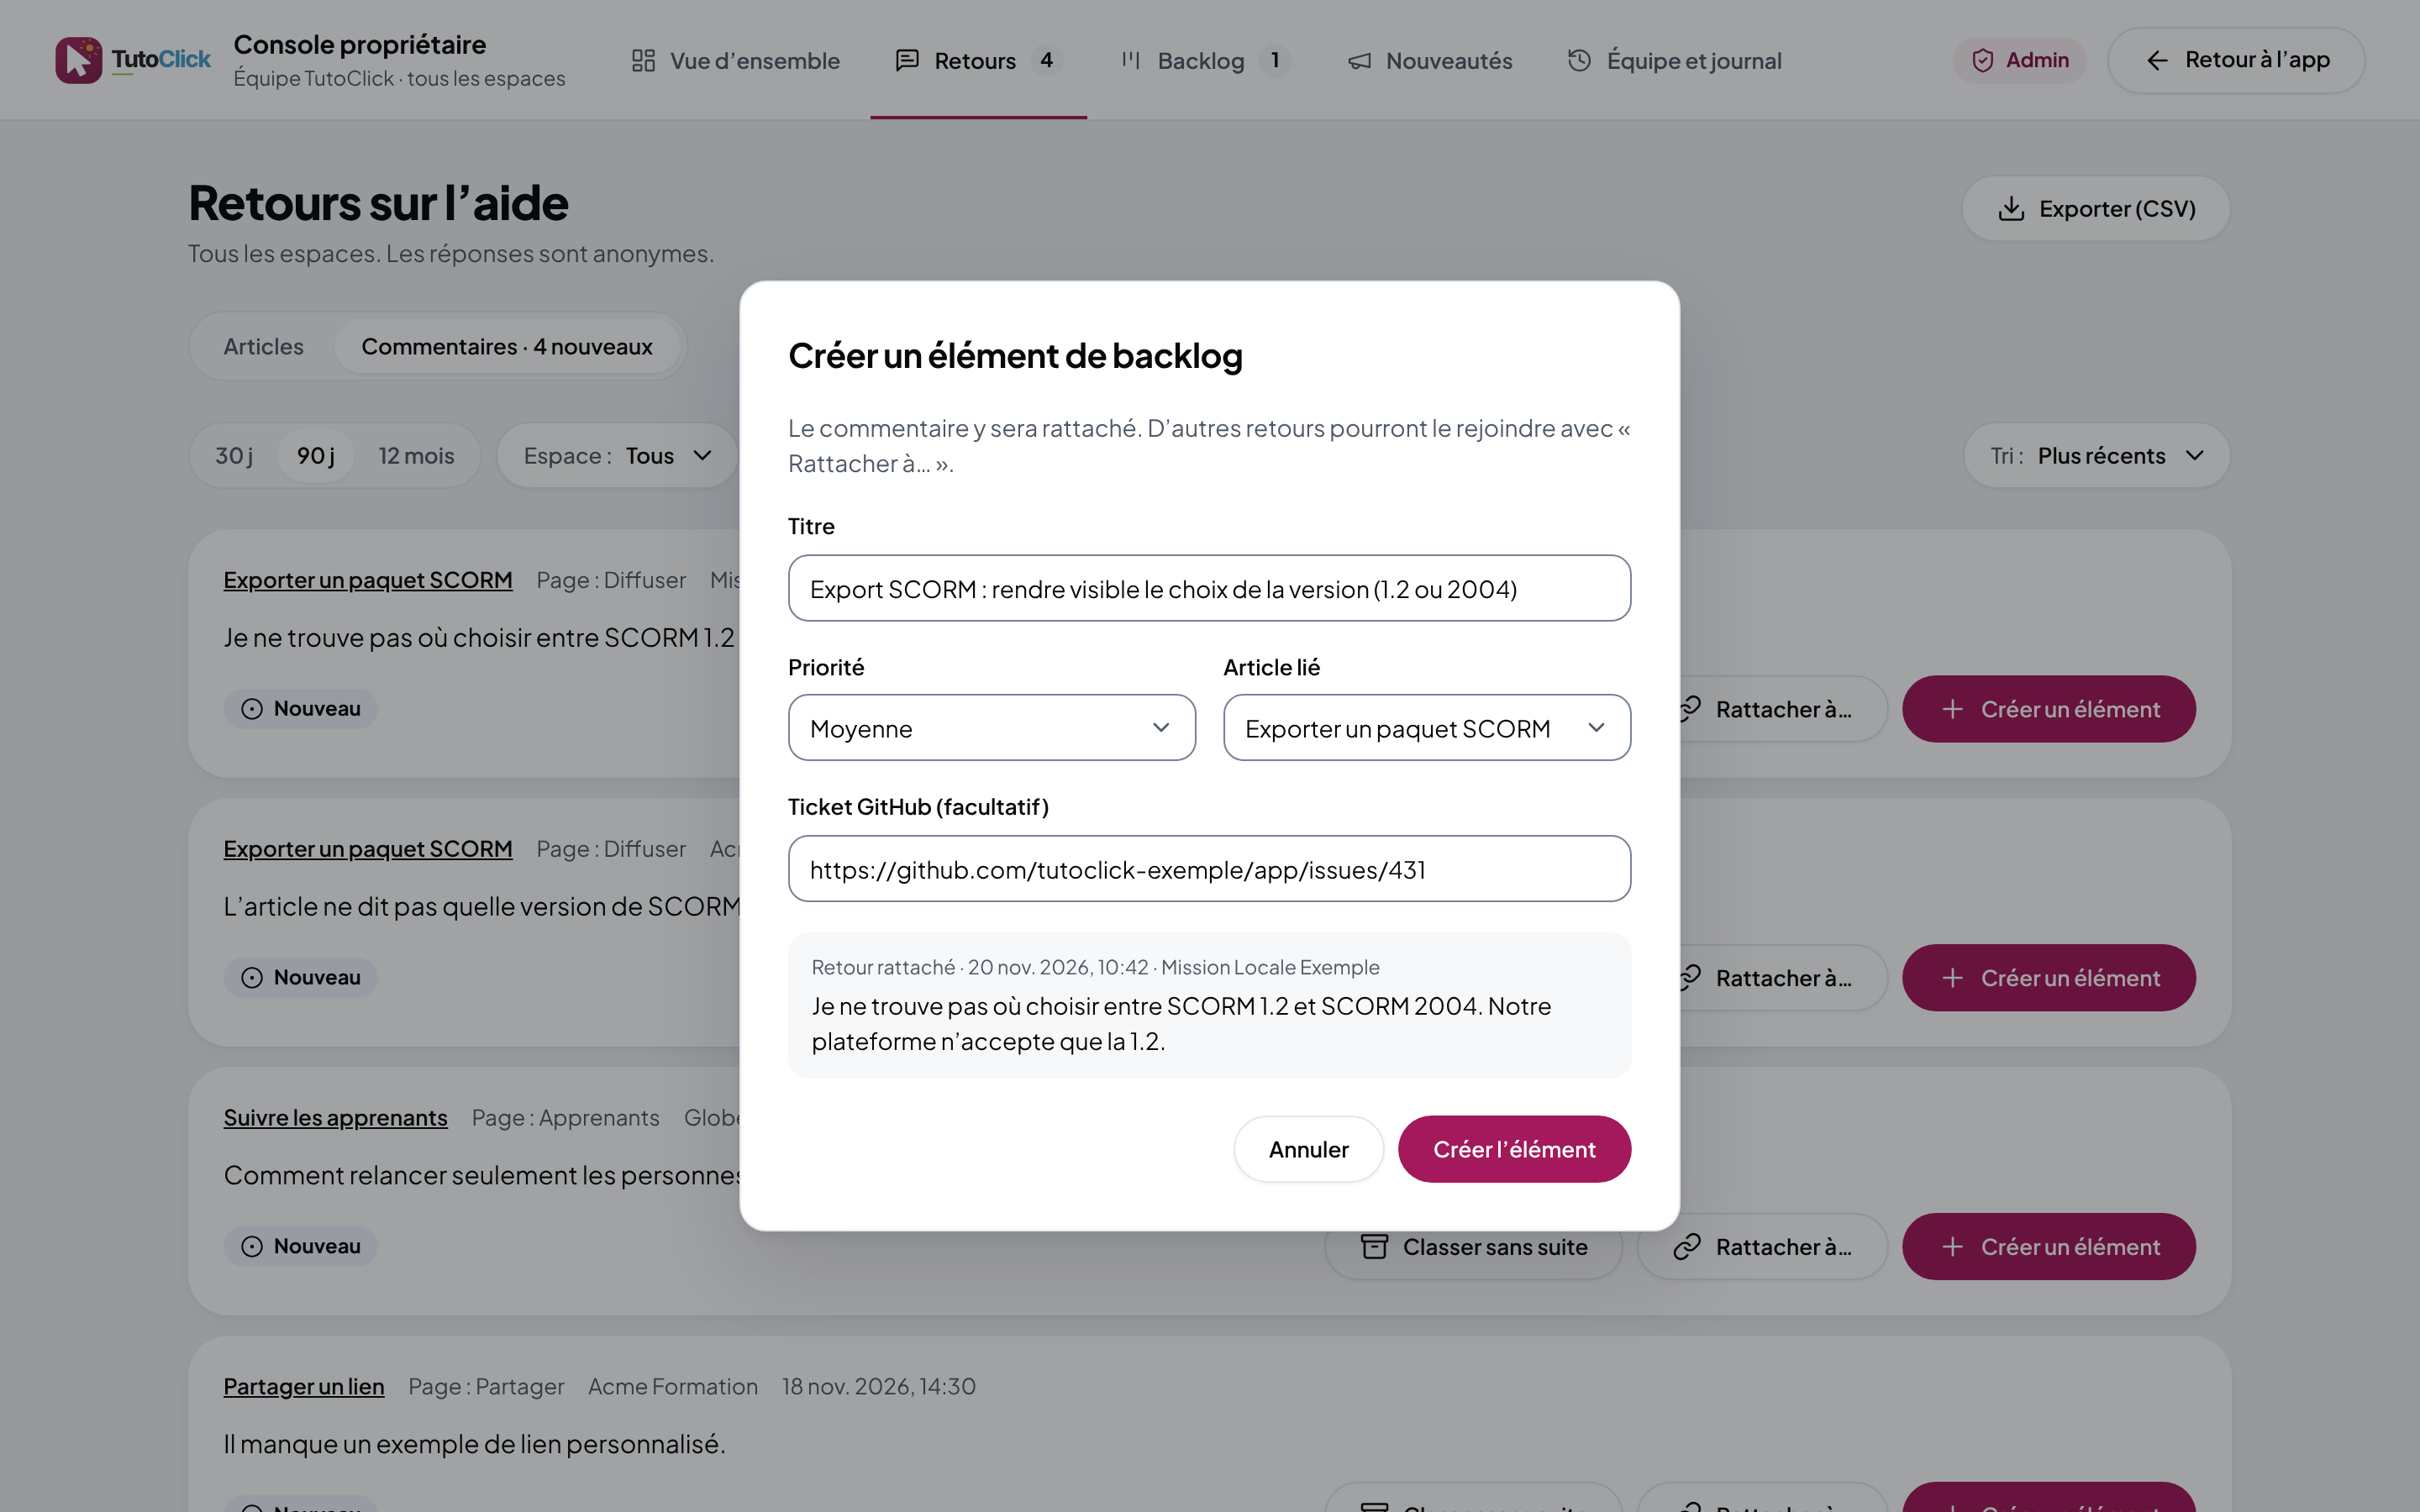 TutoClick
Console propriétaire
Équipe TutoClick · tous les espaces
Vue d’ensemble
Retours 4
Backlog 1
Nouveautés
Équipe et journal
Admin
Retour à l’app
Retours sur l’aide
Tous les espaces. Les réponses sont anonymes.
Exporter (CSV)
Articles
Commentaires · 4 nouveaux
30 j
90 j
12 mois
Espace : Tous
Tri : Plus récents
Exporter un paquet SCORM Page : Diffuser
Je ne trouve pas où choisir entre SCORM 1.2
Nouveau
Rattacher à…
Créer un élément
Exporter un paquet SCORM Page : Diffuser
L’article ne dit pas quelle version de SCORM
Nouveau
Rattacher à…
Créer un élément
Suivre les apprenants Page : Apprenants
Comment relancer seulement les personnes
Nouveau
Classer sans suite
Rattacher à…
Créer un élément
Partager un lien Page : Partager Acme Formation 18 nov. 2026, 14:30
Il manque un exemple de lien personnalisé.
Créer un élément de backlog
Le commentaire y sera rattaché. D’autres retours pourront le rejoindre avec «
Rattacher à… ».
Titre
Export SCORM : rendre visible le choix de la version (1.2 ou 2004)
Priorité
Moyenne
Article lié
Exporter un paquet SCORM
Ticket GitHub (facultatif)
https://github.com/tutoclick-exemple/app/issues/431
Retour rattaché · 20 nov. 2026, 10:42 · Mission Locale Exemple
Je ne trouve pas où choisir entre SCORM 1.2 et SCORM 2004. Notre
plateforme n’accepte que la 1.2.
Annuler
Créer l’élément